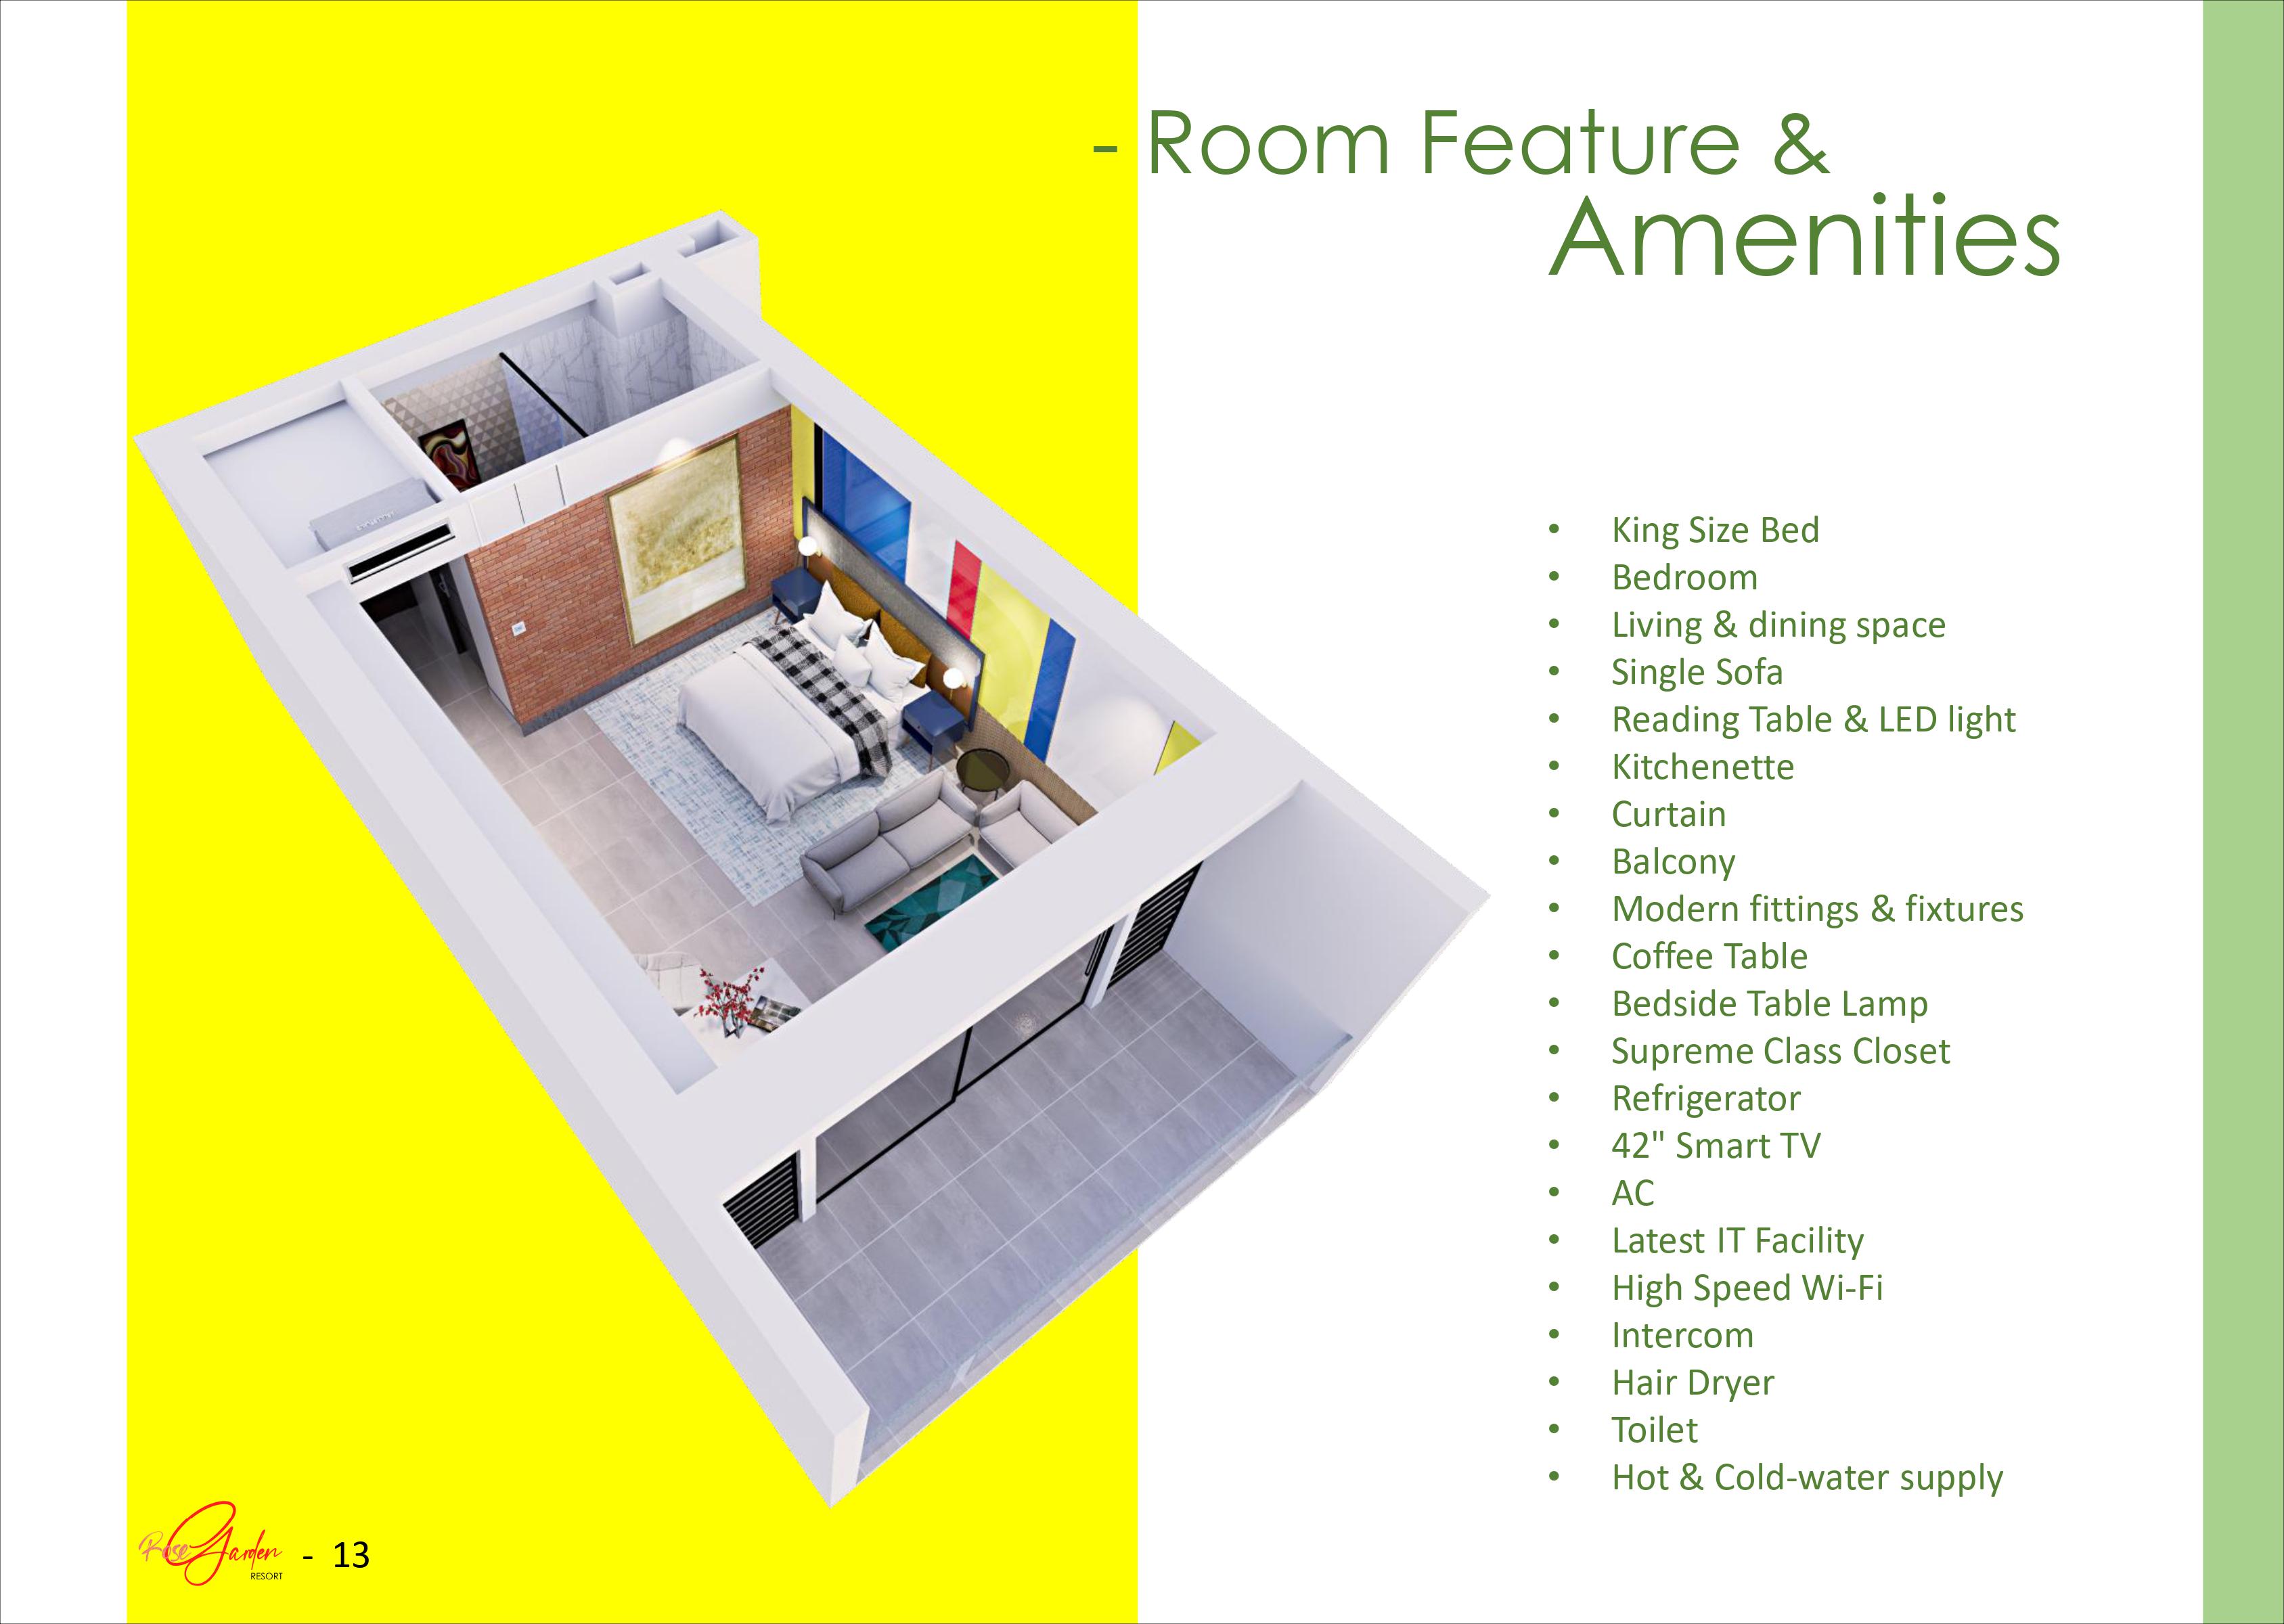 - Room Feature &
Amenities
• King Size Bed
• Bedroom
• Living & dining space
• Single Sofa
• Reading Table & LED light
• Kitchenette
• Curtain
• Balcony
• Modern fittings & fixtures
• Coffee Table
• Bedside Table Lamp
• Supreme Class Closet
• Refrigerator
• 42" Smart TV
• AC
• Latest IT Facility
• High Speed Wi-Fi
• Intercom
• Hair Dryer
• Toilet
• Hot & Cold-water supply
Rose Garden - 13
RESORT